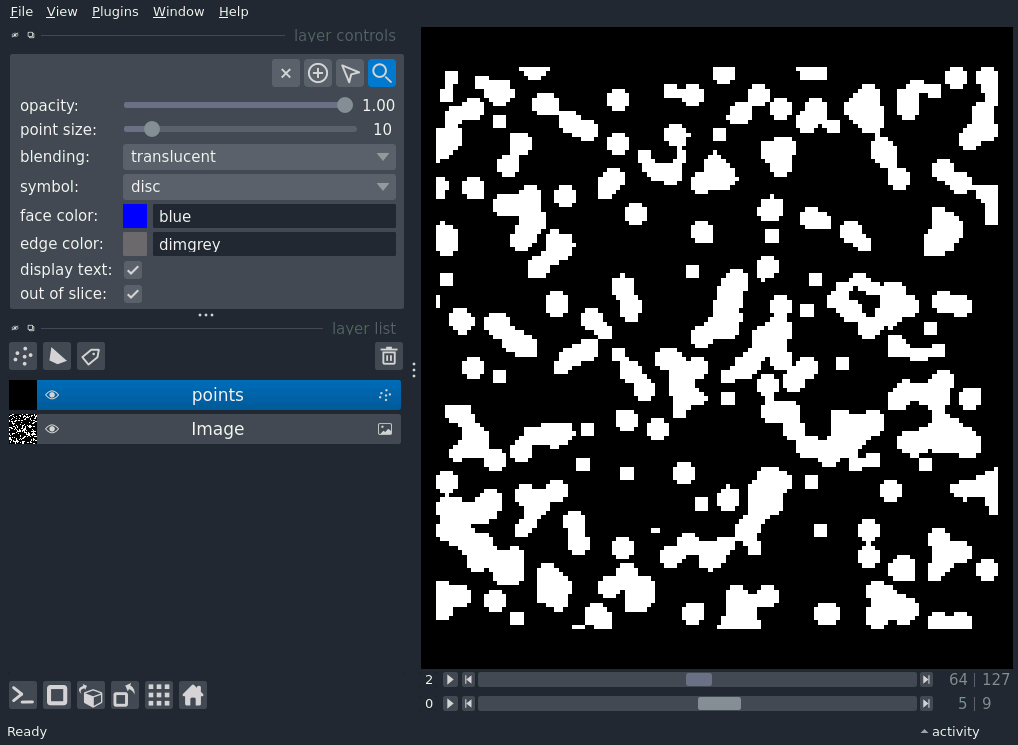 File View Plugins Window Help
layer controls
opacity: 1.00
point size: 10
blending: translucent
symbol: disc
face color: blue
edge color: dimgrey
display text:
out of slice:
layer list
points
Image
2 64 | 127
0 5 | 9
Ready activity